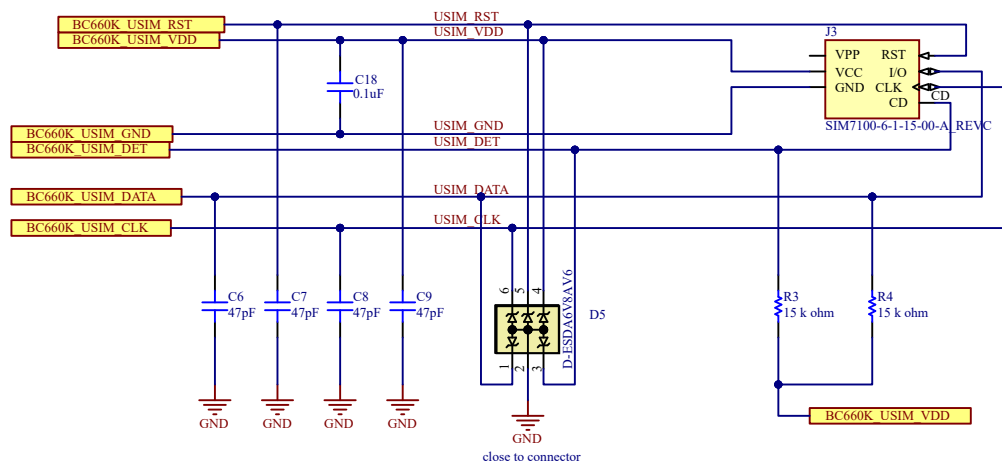 BC660K_USIM_RST
USIM_RST
BC660K_USIM_VDD
USIM_VDD
J3
VPP
RST
VCC
I/O
GND
CLK
CD
CD
SIM7100-6-1-15-00-A_REVC
C18
0.1uF
BC660K_USIM_GND
USIM_GND
BC660K_USIM_DET
USIM_DET
BC660K_USIM_DATA
USIM_DATA
BC660K_USIM_CLK
USIM_CLK
C6
47pF
C7
47pF
C8
47pF
C9
47pF
6
5
4
1
2
3
D-ESDA6V8AV6
D5
R3
15 k ohm
R4
15 k ohm
GND
GND
GND
GND
GND
close to connector
BC660K_USIM_VDD